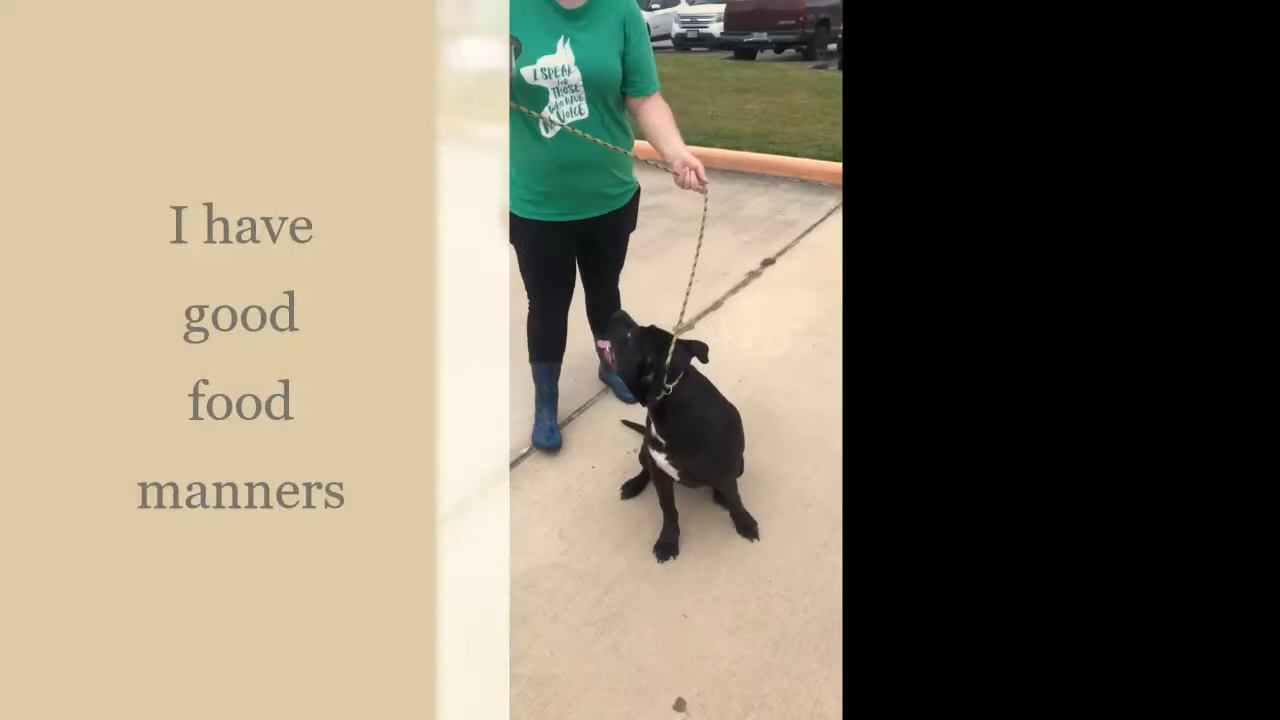 I have
good
food
manners
I SPEAK
for
THOSE
WHO HAVE
NO VOICE